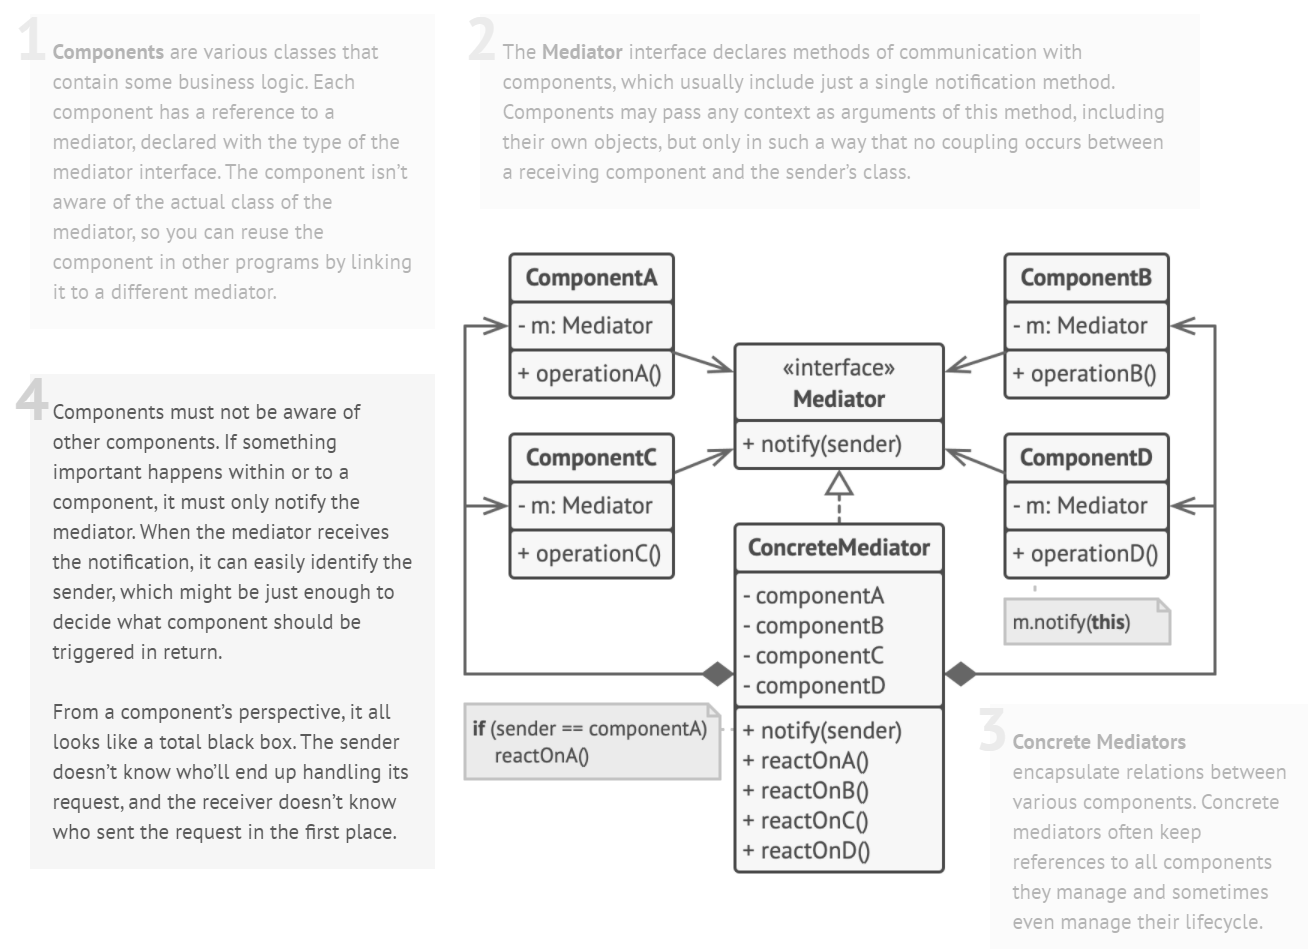 1
Components are various classes that
contain some business logic. Each
component has a reference to a
mediator, declared with the type of the
mediator interface. The component isn’t
aware of the actual class of the
mediator, so you can reuse the
component in other programs by linking
it to a different mediator.
2
The Mediator interface declares methods of communication with
components, which usually include just a single notification method.
Components may pass any context as arguments of this method, including
their own objects, but only in such a way that no coupling occurs between
a receiving component and the sender’s class.
4
Components must not be aware of
other components. If something
important happens within or to a
component, it must only notify the
mediator. When the mediator receives
the notification, it can easily identify the
sender, which might be just enough to
decide what component should be
triggered in return.
From a component’s perspective, it all
looks like a total black box. The sender
doesn’t know who’ll end up handling its
request, and the receiver doesn’t know
who sent the request in the first place.
ComponentA
- m: Mediator
+ operationA()
ComponentB
- m: Mediator
+ operationB()
«interface»
Mediator
+ notify(sender)
ComponentC
- m: Mediator
+ operationC()
ComponentD
- m: Mediator
+ operationD()
m.notify(this)
ConcreteMediator
- componentA
- componentB
- componentC
- componentD
+ notify(sender)
+ reactOnA()
+ reactOnB()
+ reactOnC()
+ reactOnD()
if (sender == componentA)
reactOnA()
3
Concrete Mediators
encapsulate relations between
various components. Concrete
mediators often keep
references to all components
they manage and sometimes
even manage their lifecycle.